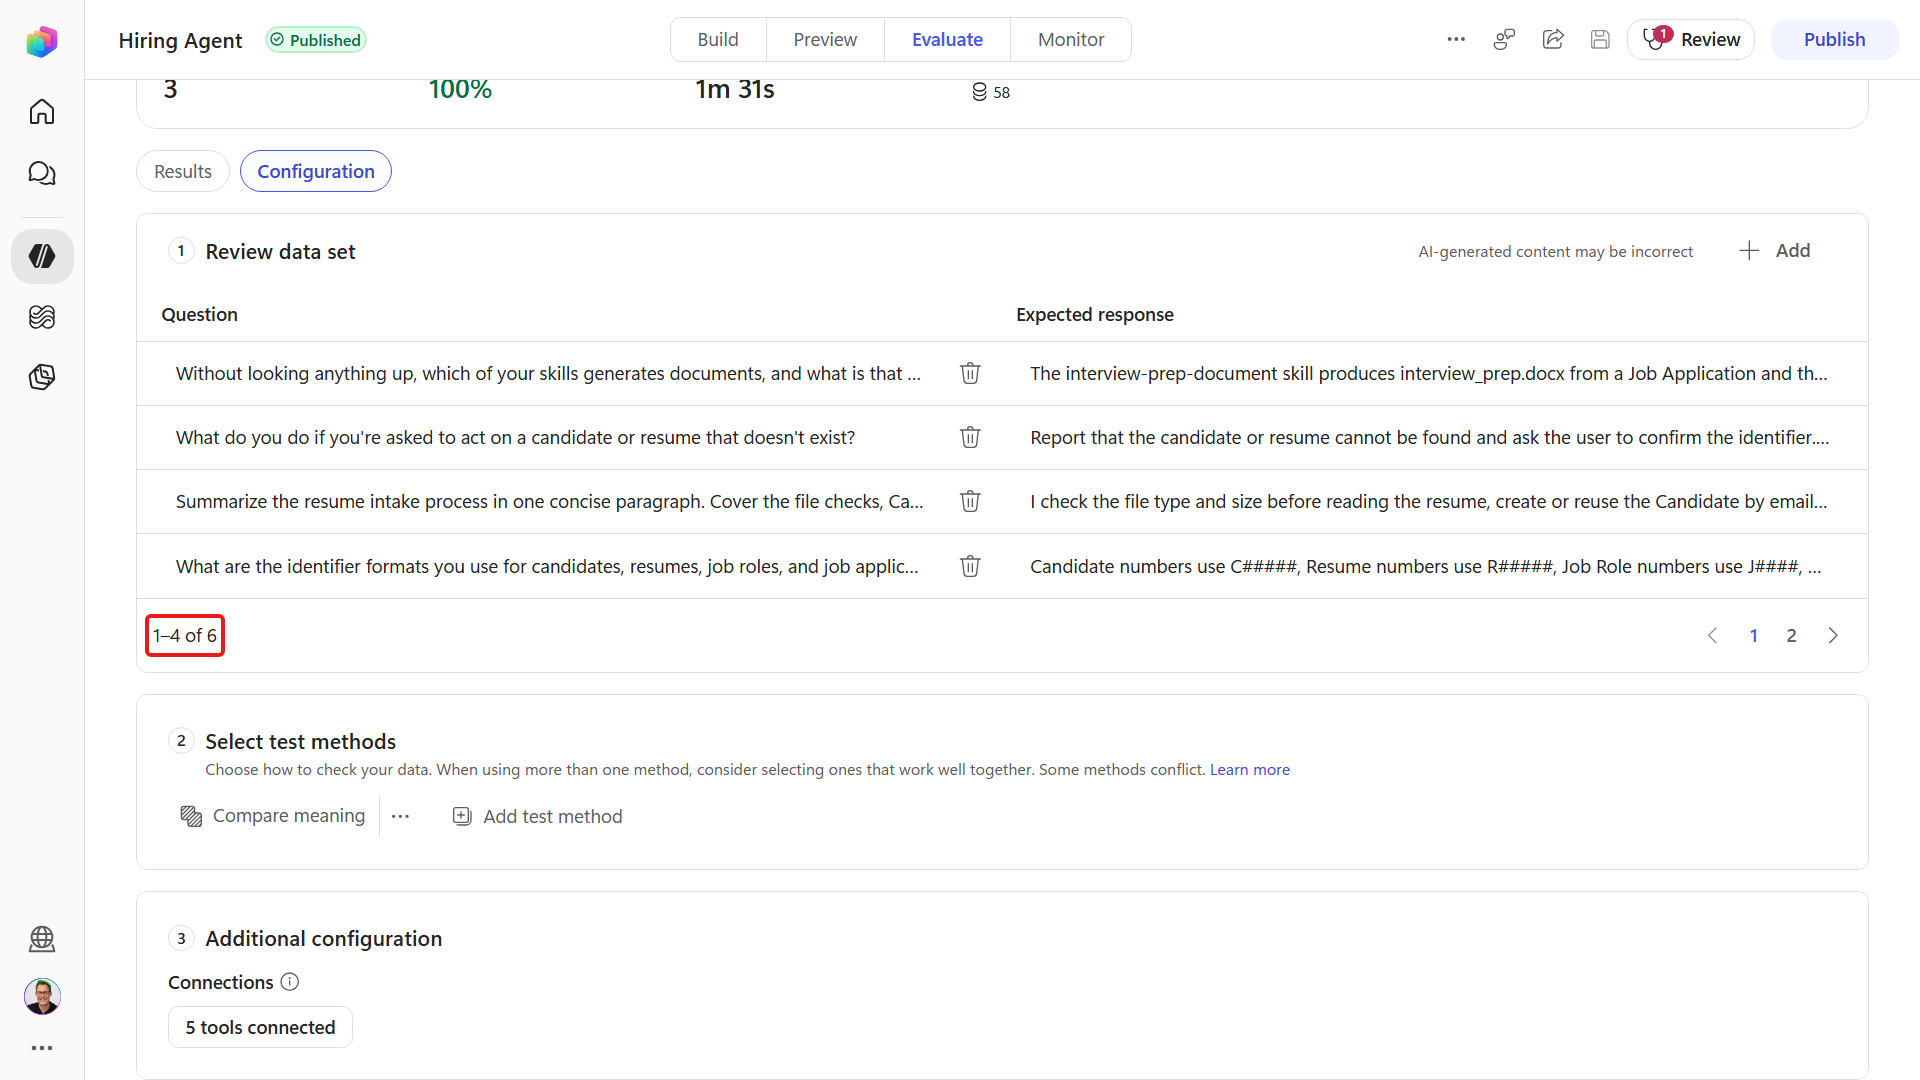 Hiring Agent
Published
Build
Preview
Evaluate
Monitor
1
Review
Publish
3
100%
1m 31s
58
Results
Configuration
1
Review data set
AI-generated content may be incorrect
Add
Question
Expected response
Without looking anything up, which of your skills generates documents, and what is that ...
The interview-prep-document skill produces interview_prep.docx from a Job Application and th...
What do you do if you're asked to act on a candidate or resume that doesn't exist?
Report that the candidate or resume cannot be found and ask the user to confirm the identifier....
Summarize the resume intake process in one concise paragraph. Cover the file checks, Ca...
I check the file type and size before reading the resume, create or reuse the Candidate by email...
What are the identifier formats you use for candidates, resumes, job roles, and job applic...
Candidate numbers use C#####, Resume numbers use R#####, Job Role numbers use J####, ...
1–4 of 6
1
2
2
Select test methods
Choose how to check your data. When using more than one method, consider selecting ones that work well together. Some methods conflict. Learn more
Compare meaning
Add test method
3
Additional configuration
Connections
5 tools connected